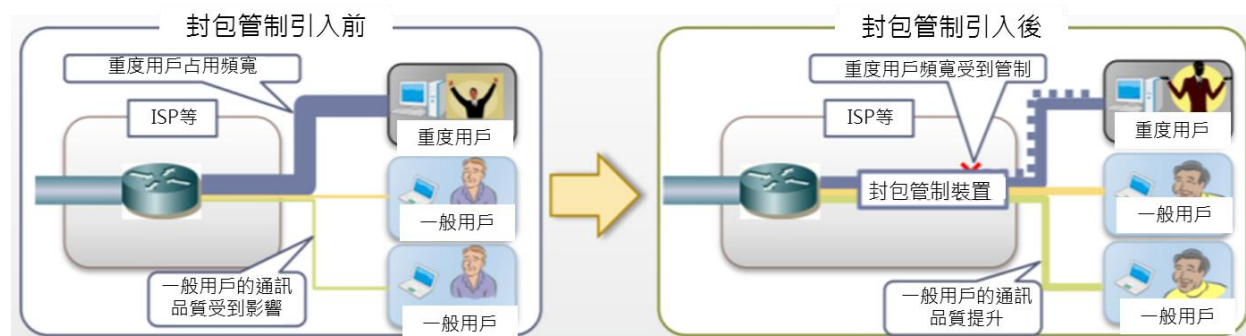 封包管制引入前
重度用戶占用頻寬
ISP等
重度用戶
一般用戶
一般用戶的通訊
品質受到影響
一般用戶
封包管制引入後
重度用戶頻寬受到管制
ISP等
重度用戶
封包管制裝置
一般用戶
一般用戶的通訊
品質提升
一般用戶